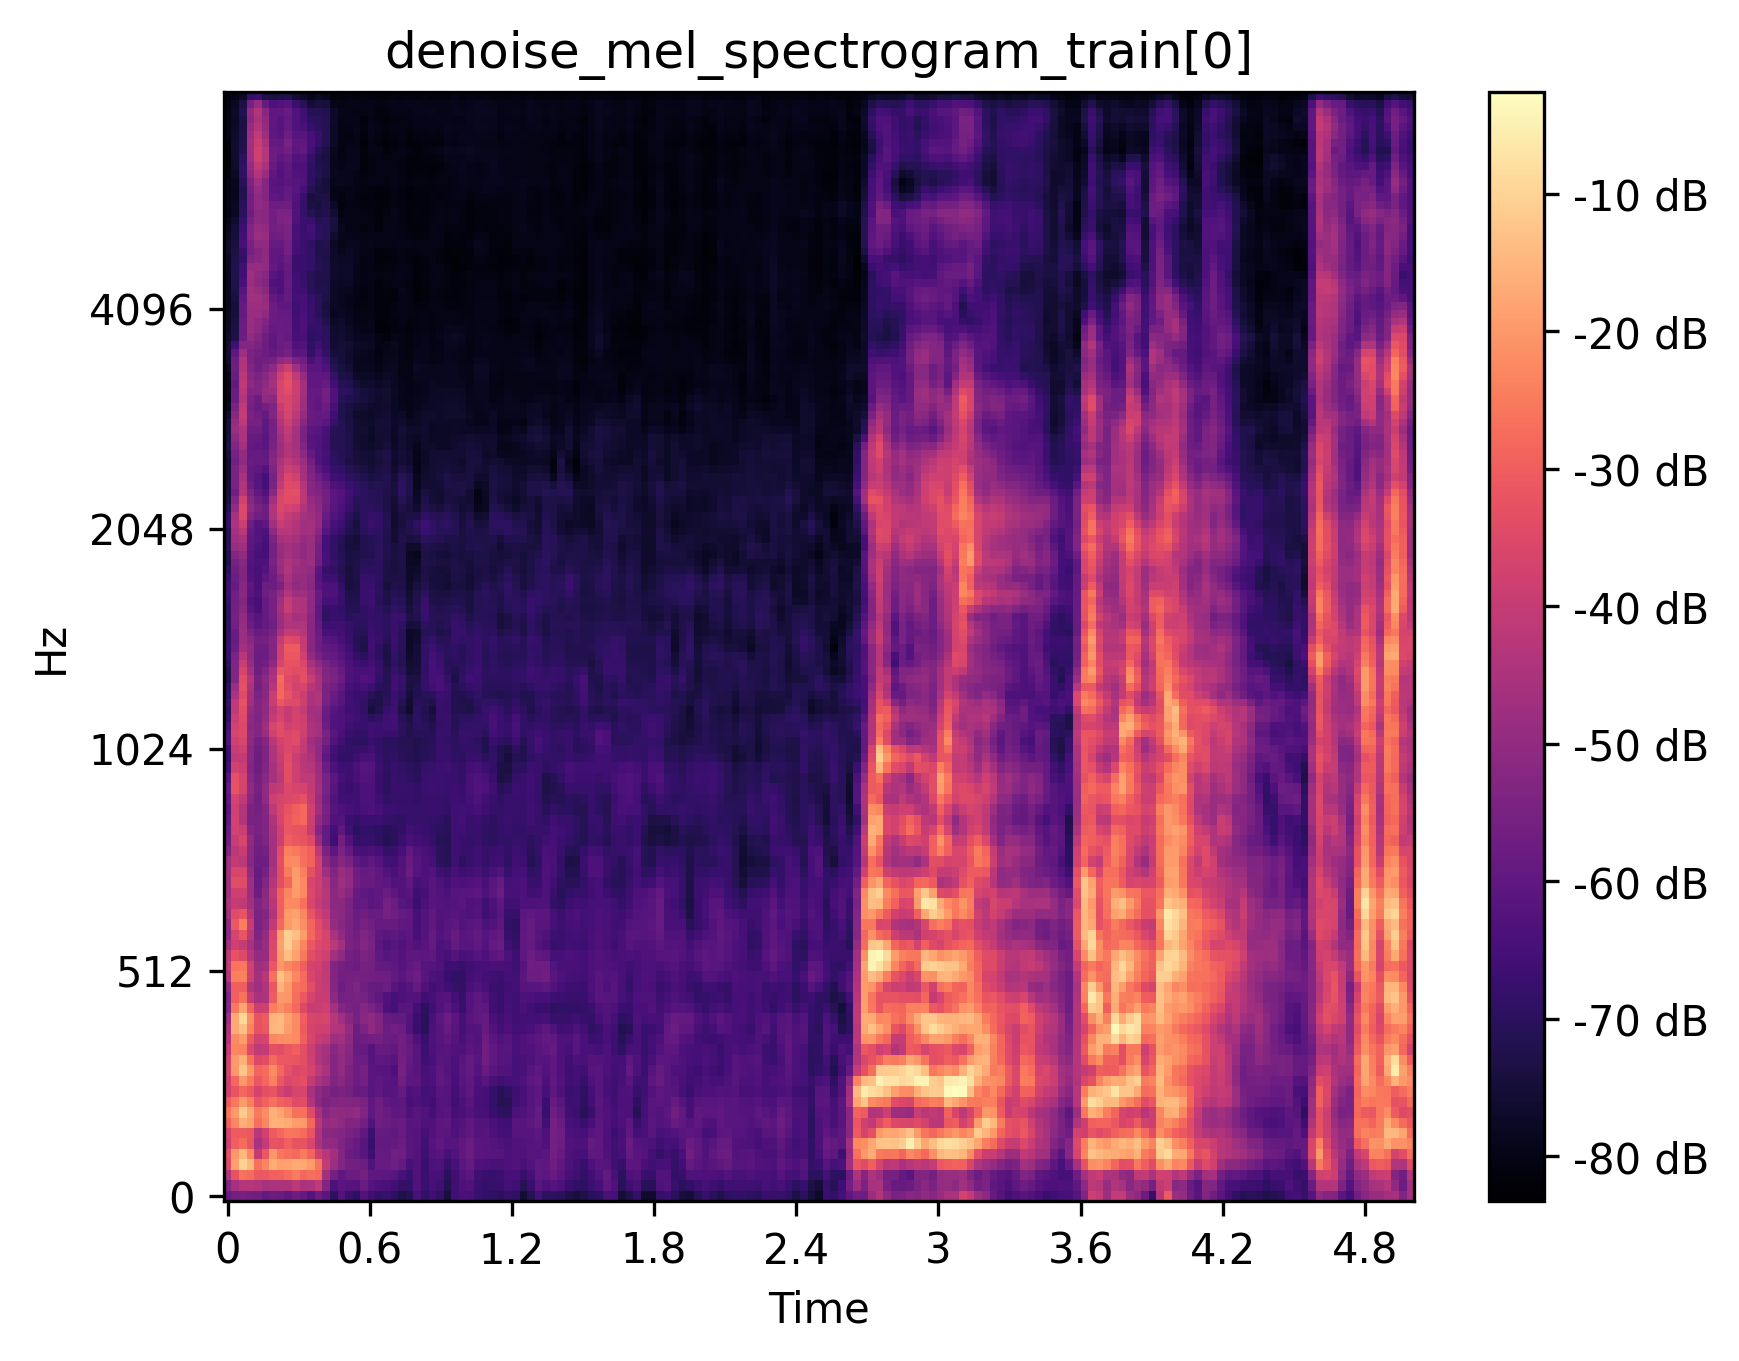 denoise_mel_spectrogram_train[0]
Hz
4096
2048
1024
512
0
0 0.6 1.2 1.8 2.4 3 3.6 4.2 4.8
Time
-10 dB
-20 dB
-30 dB
-40 dB
-50 dB
-60 dB
-70 dB
-80 dB